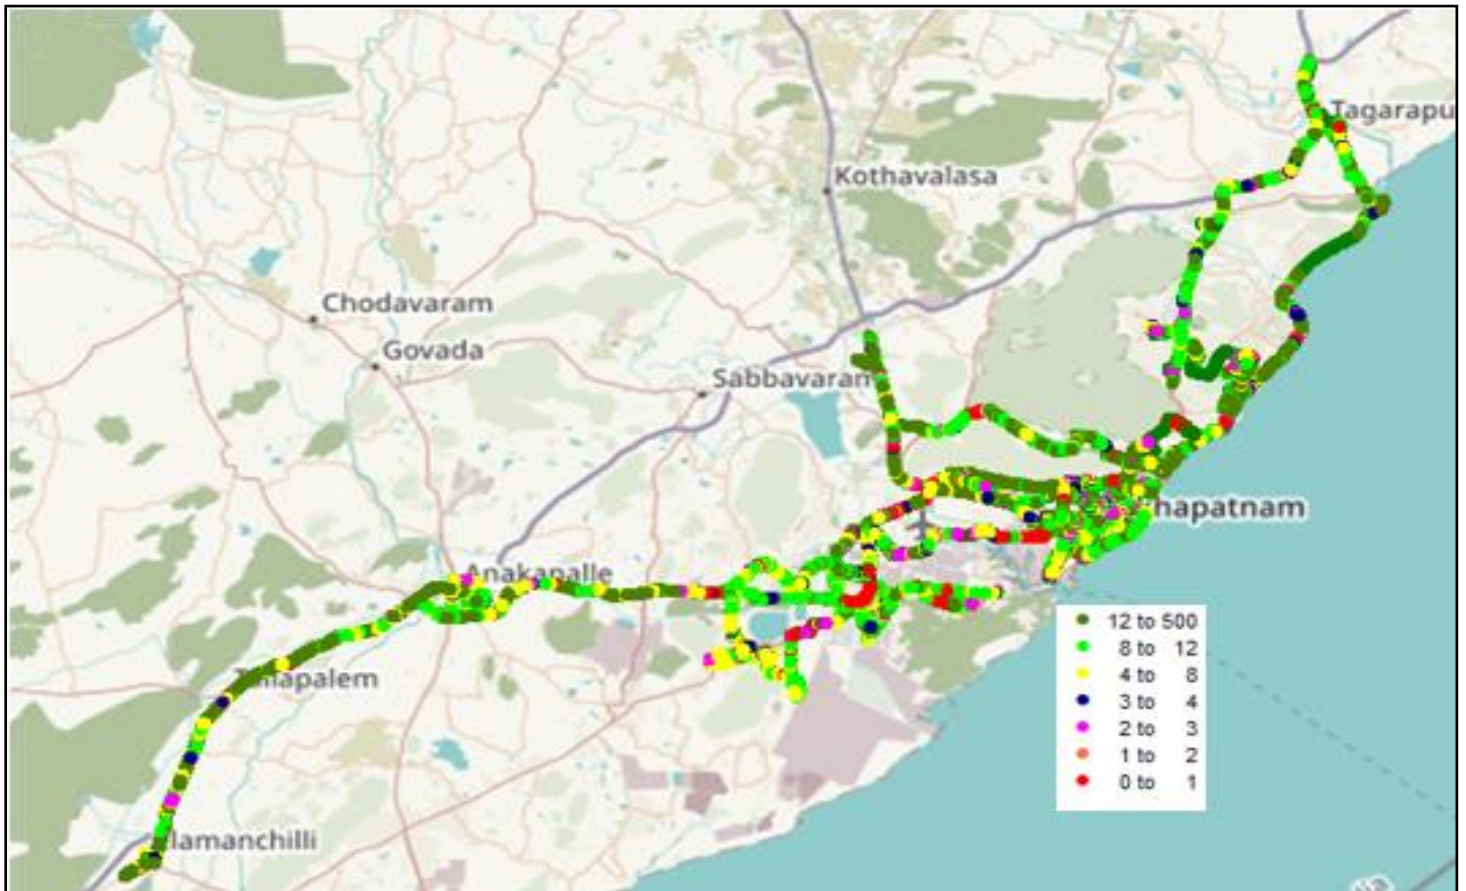 Tagarapu
Kothavalasa
Chodavaram
Govada
Sabbavaram
hapatnam
Anakapalle
12 to 500
8 to 12
4 to 8
3 to 4
2 to 3
1 to 2
0 to 1
lapalem
lamanchilli